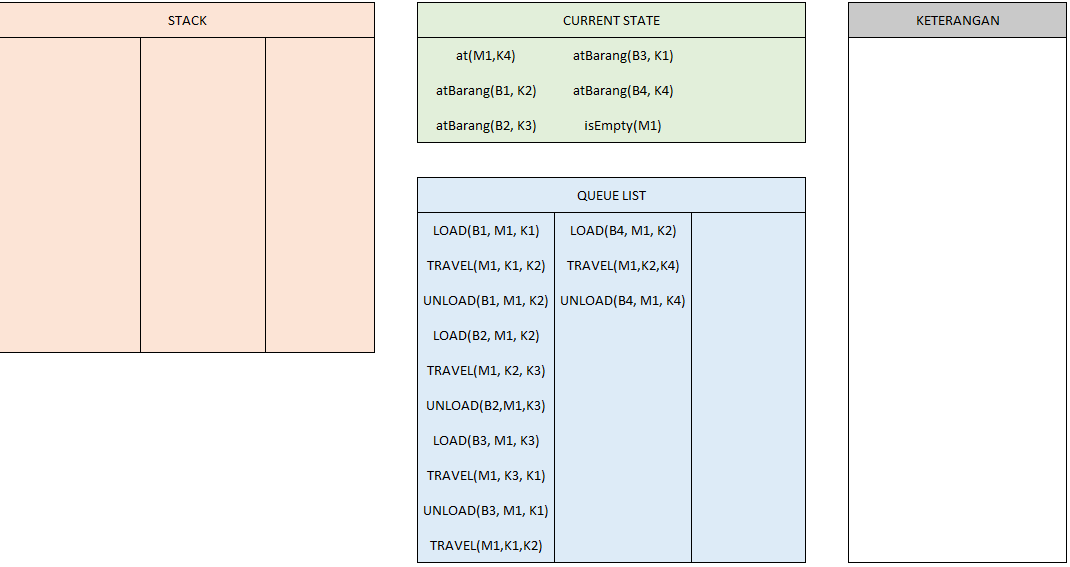 STACK
CURRENT STATE
at(M1,K4) atBarang(B3, K1)
atBarang(B1, K2) atBarang(B4, K4)
atBarang(B2, K3) isEmpty(M1)
QUEUE LIST
LOAD(B1, M1, K1) LOAD(B4, M1, K2)
TRAVEL(M1, K1, K2) TRAVEL(M1,K2,K4)
UNLOAD(B1, M1, K2) UNLOAD(B4, M1, K4)
LOAD(B2, M1, K2)
TRAVEL(M1, K2, K3)
UNLOAD(B2,M1,K3)
LOAD(B3, M1, K3)
TRAVEL(M1, K3, K1)
UNLOAD(B3, M1, K1)
TRAVEL(M1,K1,K2)
KETERANGAN